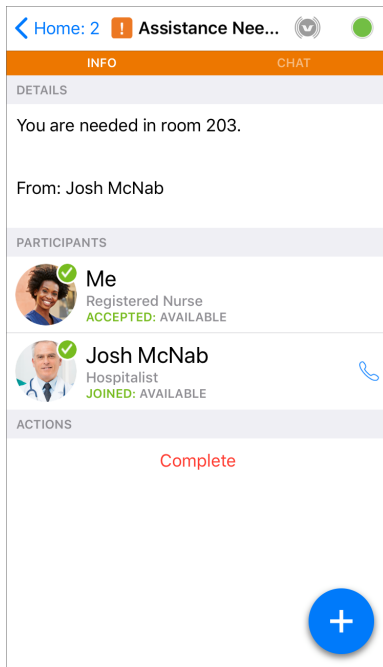 Home: 2 ! Assistance Nee...
INFO CHAT
DETAILS
You are needed in room 203.
From: Josh McNab
PARTICIPANTS
Me
Registered Nurse
ACCEPTED: AVAILABLE
Josh McNab
Hospitalist
JOINED: AVAILABLE
ACTIONS
Complete
+